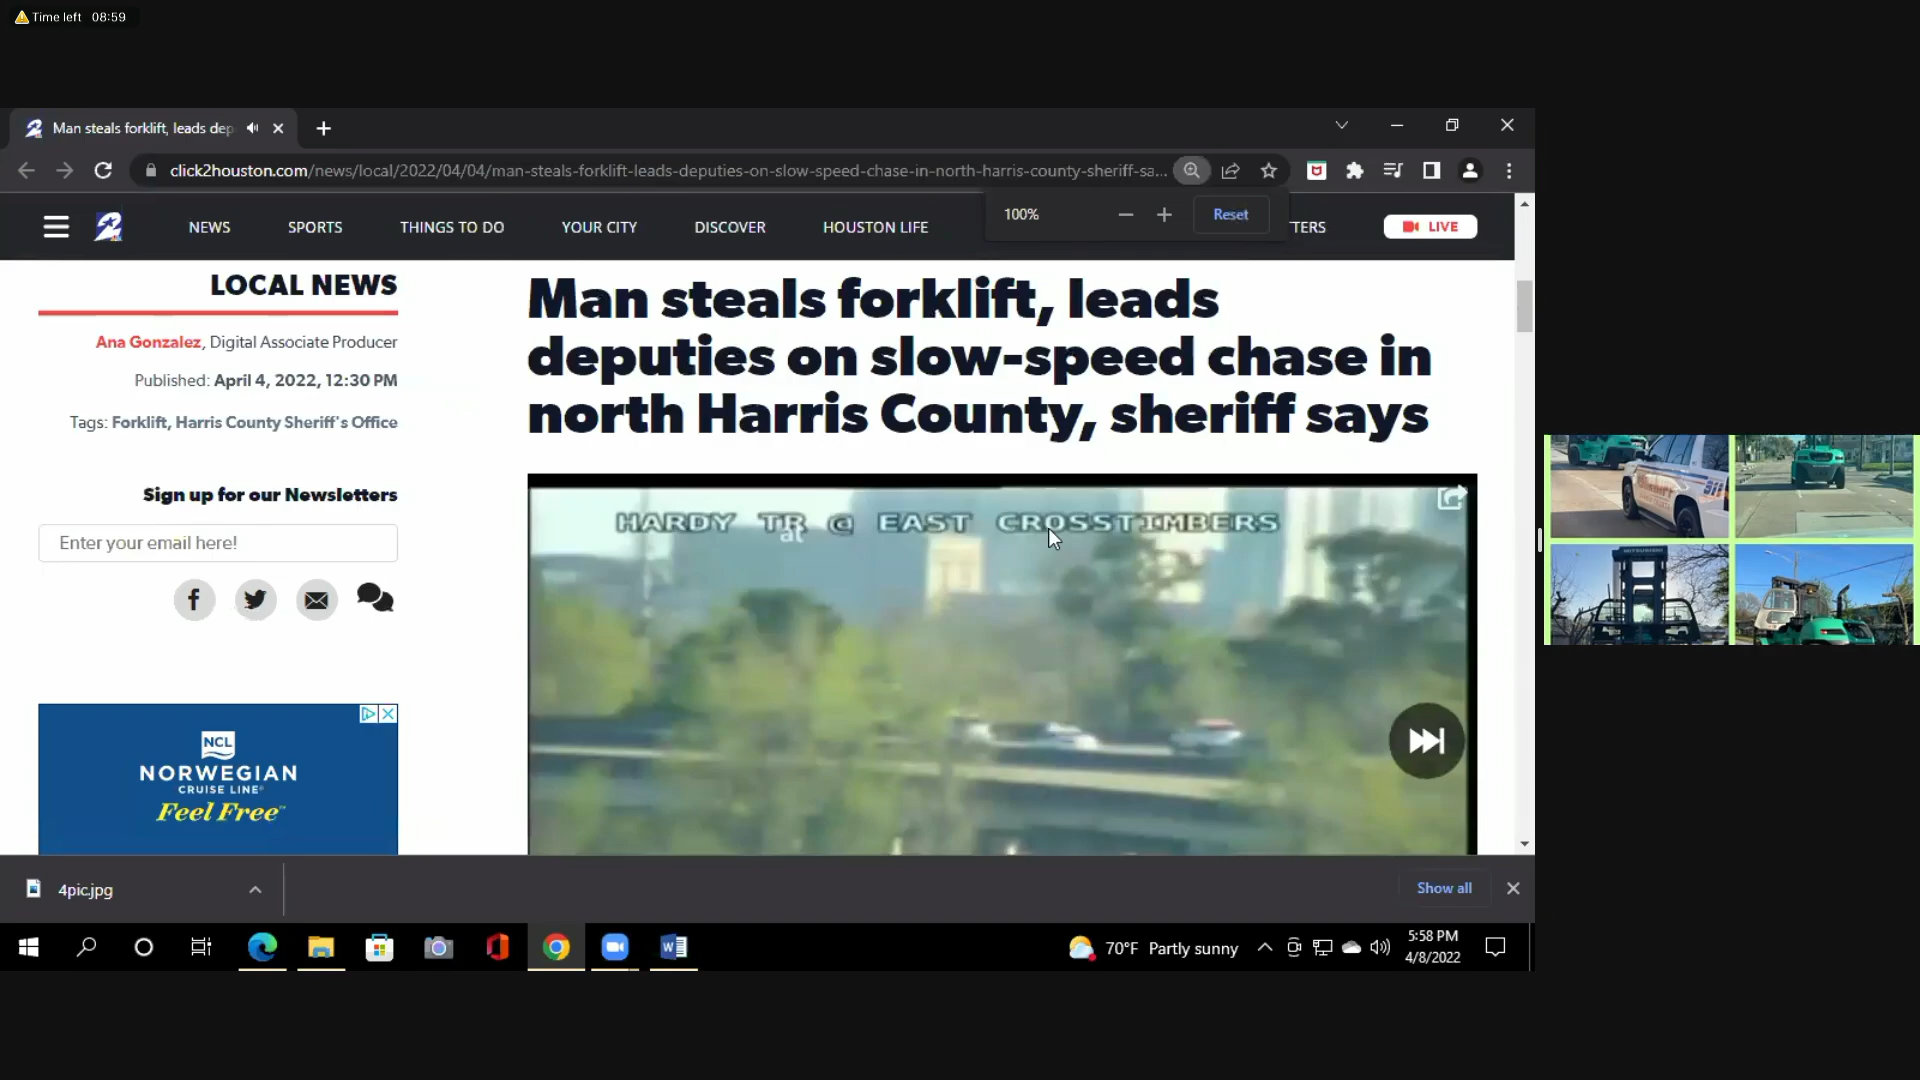 Time left 08:59
Man steals forklift, leads dep
click2houston.com/news/local/2022/04/04/man-steals-forklift-leads-deputies-on-slow-speed-chase-in-north-harris-county-sheriff-sa...
100%
Reset
NEWS
SPORTS
THINGS TO DO
YOUR CITY
DISCOVER
HOUSTON LIFE
TERS
LIVE
LOCAL NEWS
Ana Gonzalez, Digital Associate Producer
Published: April 4, 2022, 12:30 PM
Tags: Forklift, Harris County Sheriff's Office
Sign up for our Newsletters
Enter your email here!
NCL
NORWEGIAN
CRUISE LINE®
Feel Free™
Man steals forklift, leads
deputies on slow-speed chase in
north Harris County, sheriff says
HARDY TR @ EAST CROSSTIMBERS
at
4pic.jpg
Show all
70°F Partly sunny
5:58 PM
4/8/2022